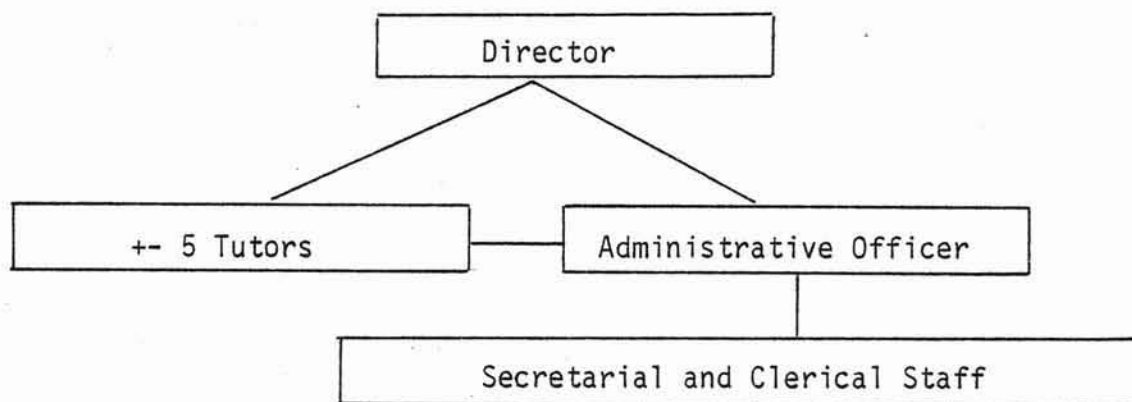 Director
+- 5 Tutors
Administrative Officer
Secretarial and Clerical Staff